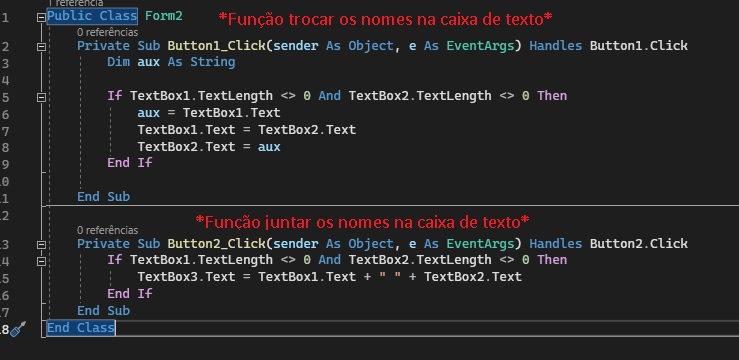 1 referência
1 Public Class Form2 *Função trocar os nomes na caixa de texto*
0 referências
2 Private Sub Button1_Click(sender As Object, e As EventArgs) Handles Button1.Click
3 Dim aux As String
4
5 If TextBox1.TextLength <> 0 And TextBox2.TextLength <> 0 Then
6 aux = TextBox1.Text
7 TextBox1.Text = TextBox2.Text
8 TextBox2.Text = aux
9 End If
10
11 End Sub
12 *Função juntar os nomes na caixa de texto*
0 referências
13 Private Sub Button2_Click(sender As Object, e As EventArgs) Handles Button2.Click
14 If TextBox1.TextLength <> 0 And TextBox2.TextLength <> 0 Then
15 TextBox3.Text = TextBox1.Text + " " + TextBox2.Text
16 End If
17 End Sub
18 End Class